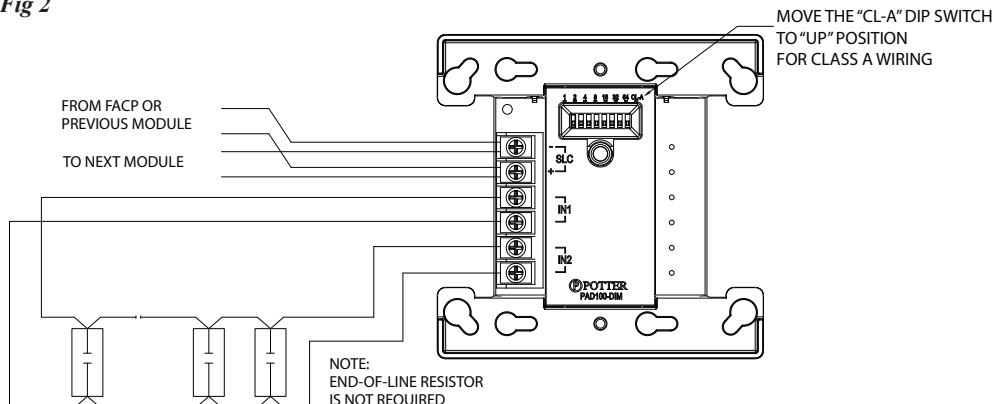 Fig 2
MOVE THE “CL-A” DIP SWITCH
TO “UP” POSITION
FOR CLASS A WIRING
FROM FACP OR
PREVIOUS MODULE
TO NEXT MODULE
1 2 4 8 16 32 64 CL-A
- SLC
+
IN1
IN2
P POTTER
PAD100-DIM
NOTE:
END-OF-LINE RESISTOR
IS NOT REQUIRED